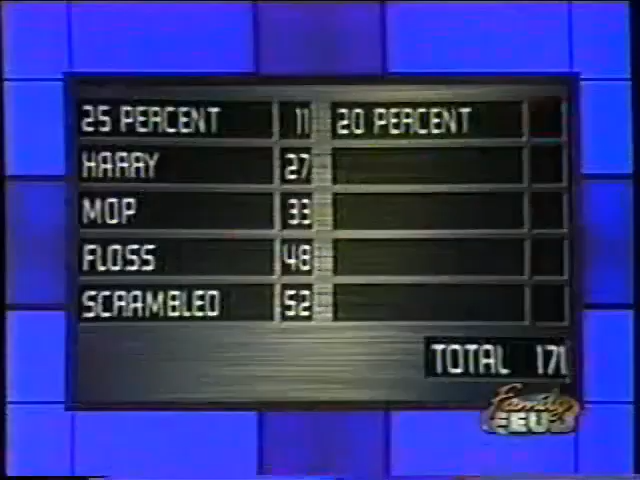 25 PERCENT 11 20 PERCENT
HARRY 27
MOP 33
FLOSS 48
SCRAMBLED 52
TOTAL 171
Family
FEUD